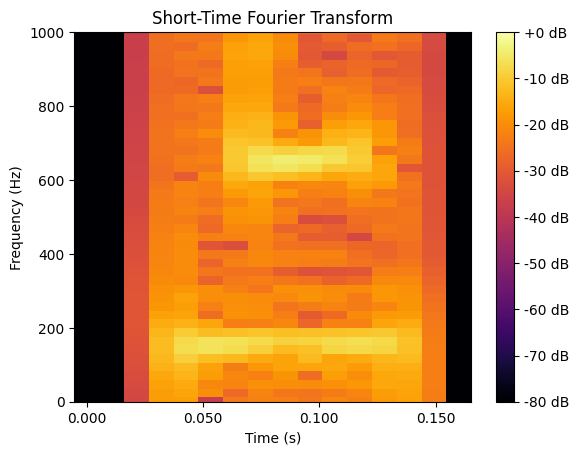 Short-Time Fourier Transform
1000
800
600
400
200
0
Frequency (Hz)
0.000
0.050
0.100
0.150
Time (s)
+0 dB
-10 dB
-20 dB
-30 dB
-40 dB
-50 dB
-60 dB
-70 dB
-80 dB